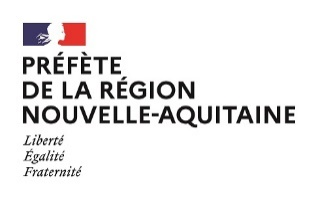 PRÉFÈTE
DE LA RÉGION
NOUVELLE-AQUITAINE
Liberté
Égalité
Fraternité